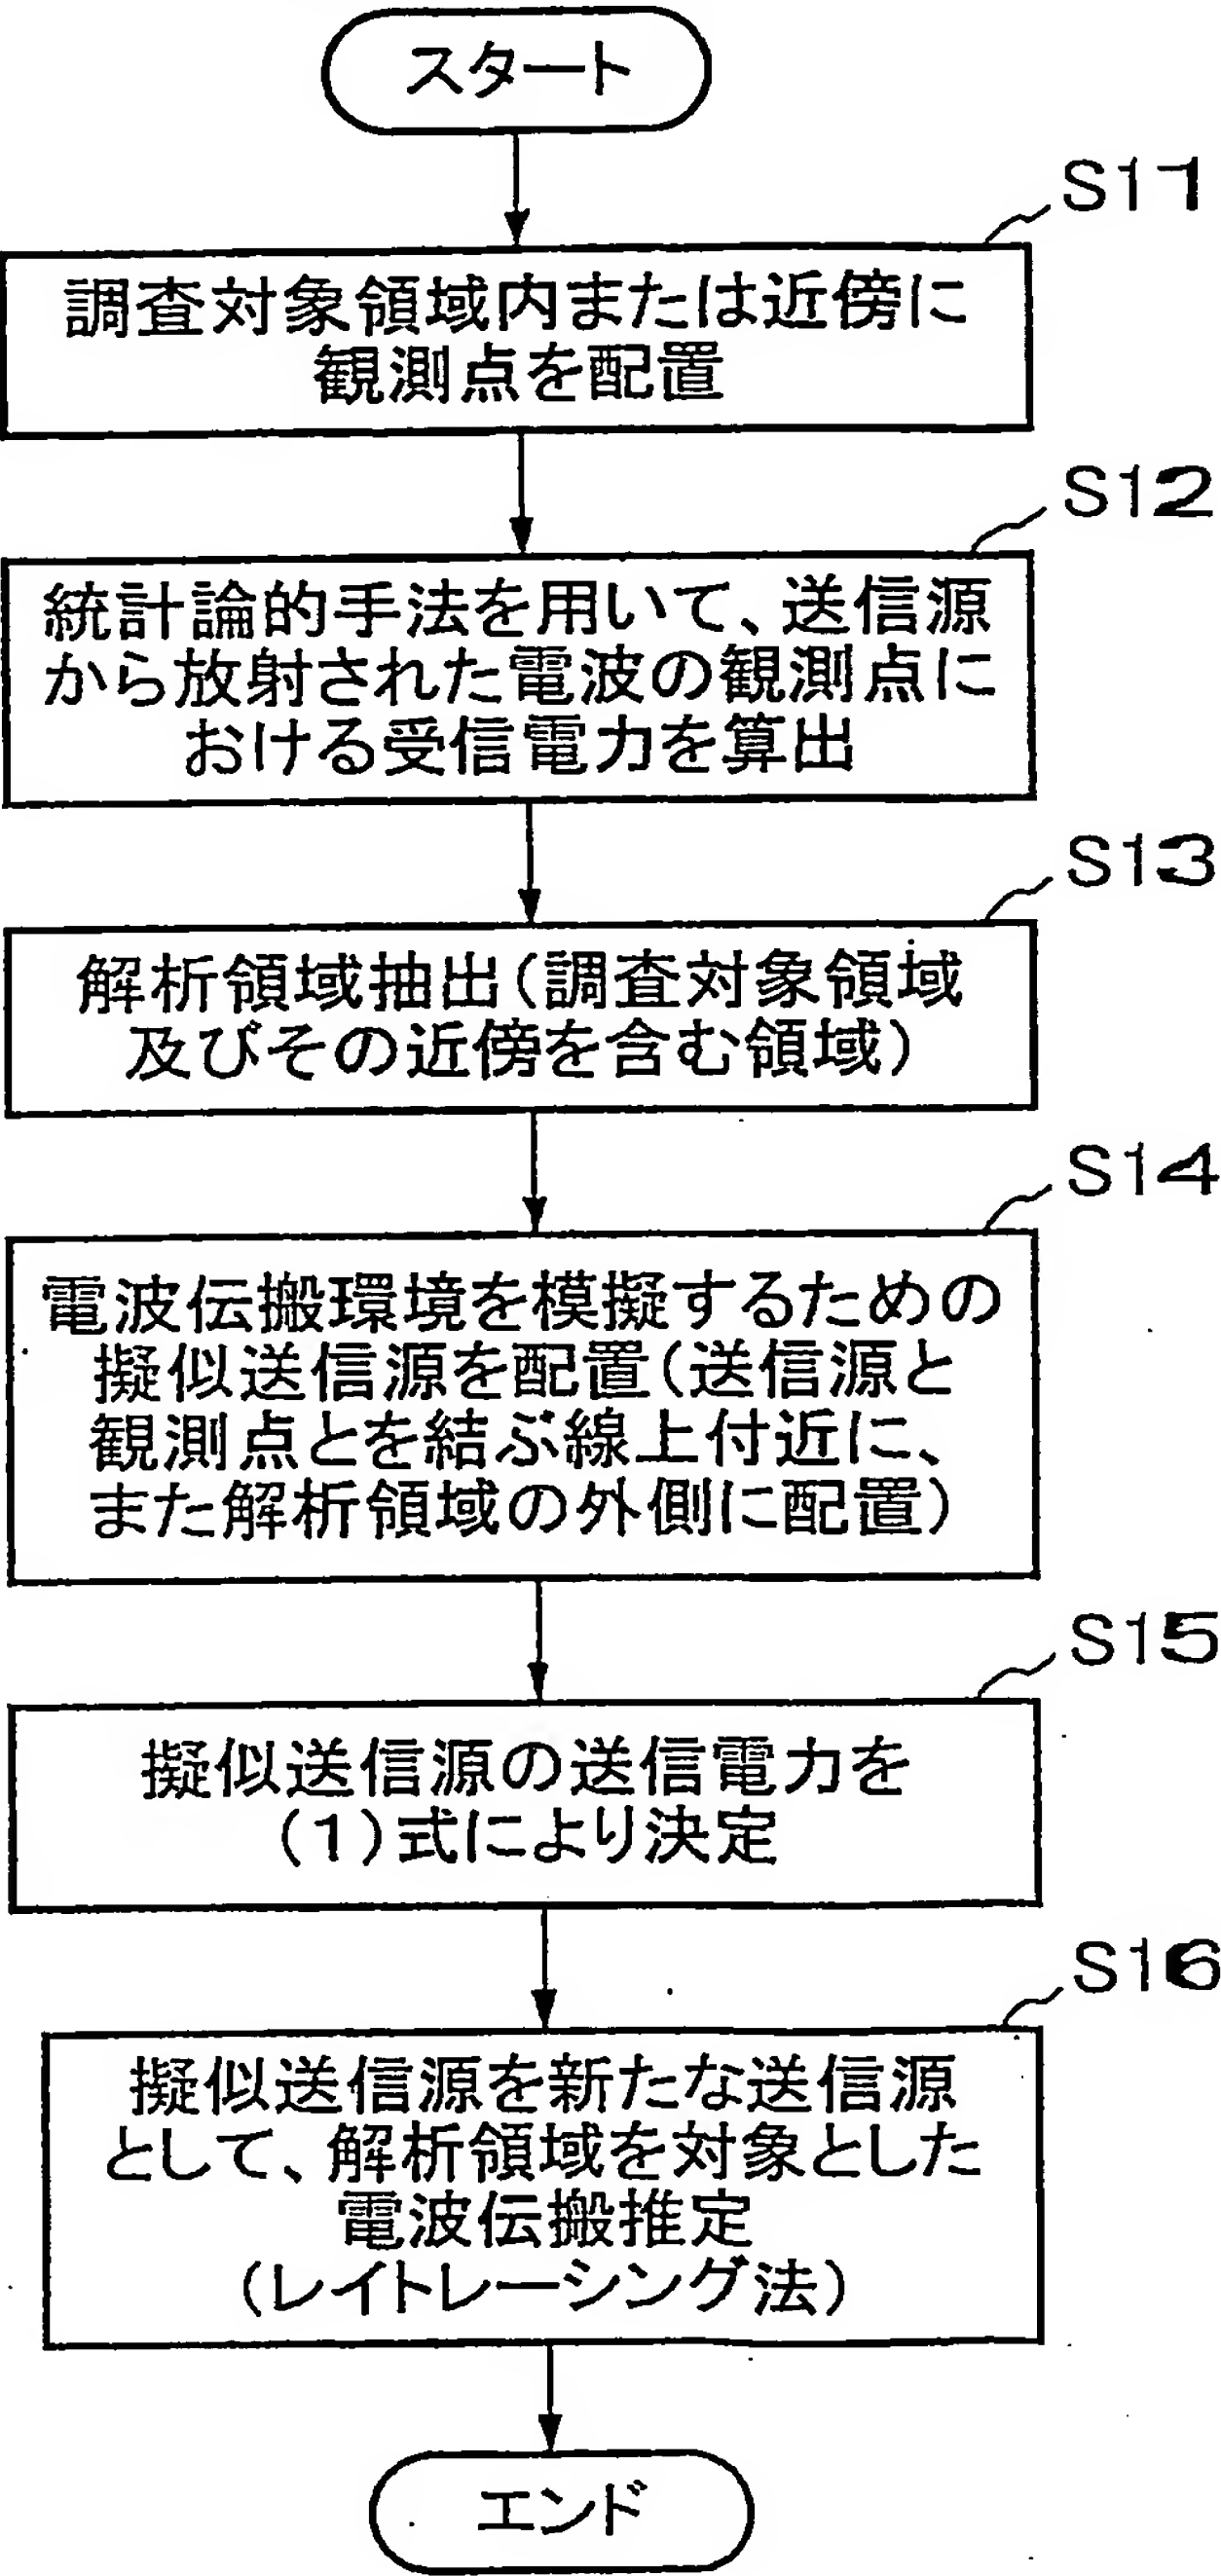 スタート
S11
調査対象領域内または近傍に
観測点を配置
S12
統計論的手法を用いて、送信源
から放射された電波の観測点に
おける受信電力を算出
S13
解析領域抽出(調査対象領域
及びその近傍を含む領域)
S14
電波伝搬環境を模擬するための
擬似送信源を配置(送信源と
観測点とを結ぶ線上付近に、
また解析領域の外側に配置)
S15
擬似送信源の送信電力を
(1)式により決定
S16
擬似送信源を新たな送信源
として、解析領域を対象とした
電波伝搬推定
(レイトレーシング法)
エンド